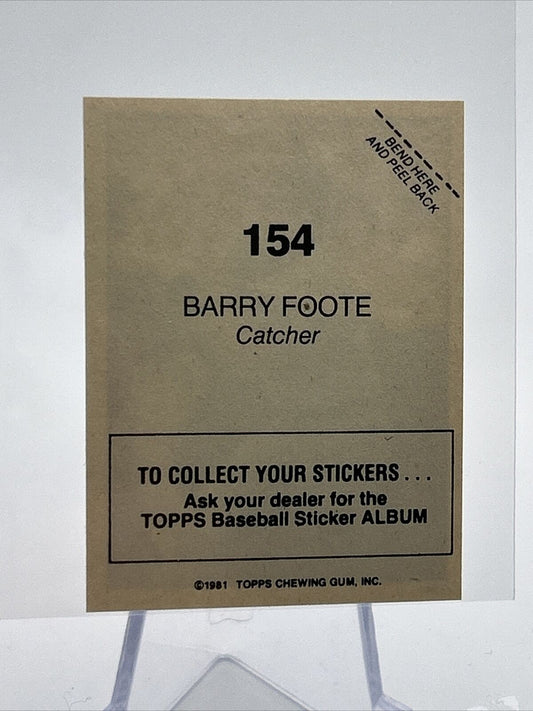 BEND HERE
AND PEEL BACK
154
BARRY FOOTE
Catcher
TO COLLECT YOUR STICKERS . . .
Ask your dealer for the
TOPPS Baseball Sticker ALBUM
©1981 TOPPS CHEWING GUM, INC.